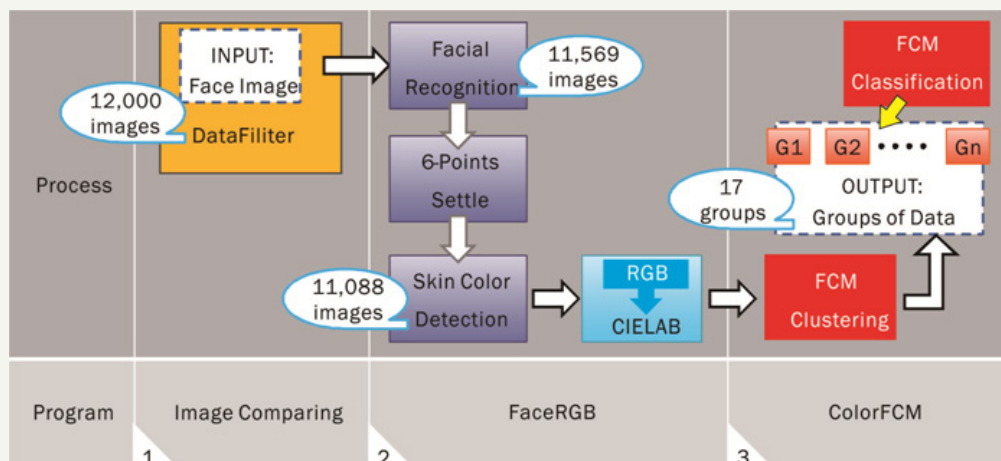 INPUT:
Face Image
12,000
images
DataFiliter
Facial
Recognition
11,569
images
6-Points
Settle
11,088
images
Skin Color
Detection
RGB
CIELAB
FCM
Classification
G1 G2 •••• Gn
17
groups
OUTPUT:
Groups of Data
FCM
Clustering
Process
Program
Image Comparing
FaceRGB
ColorFCM
1
2
3